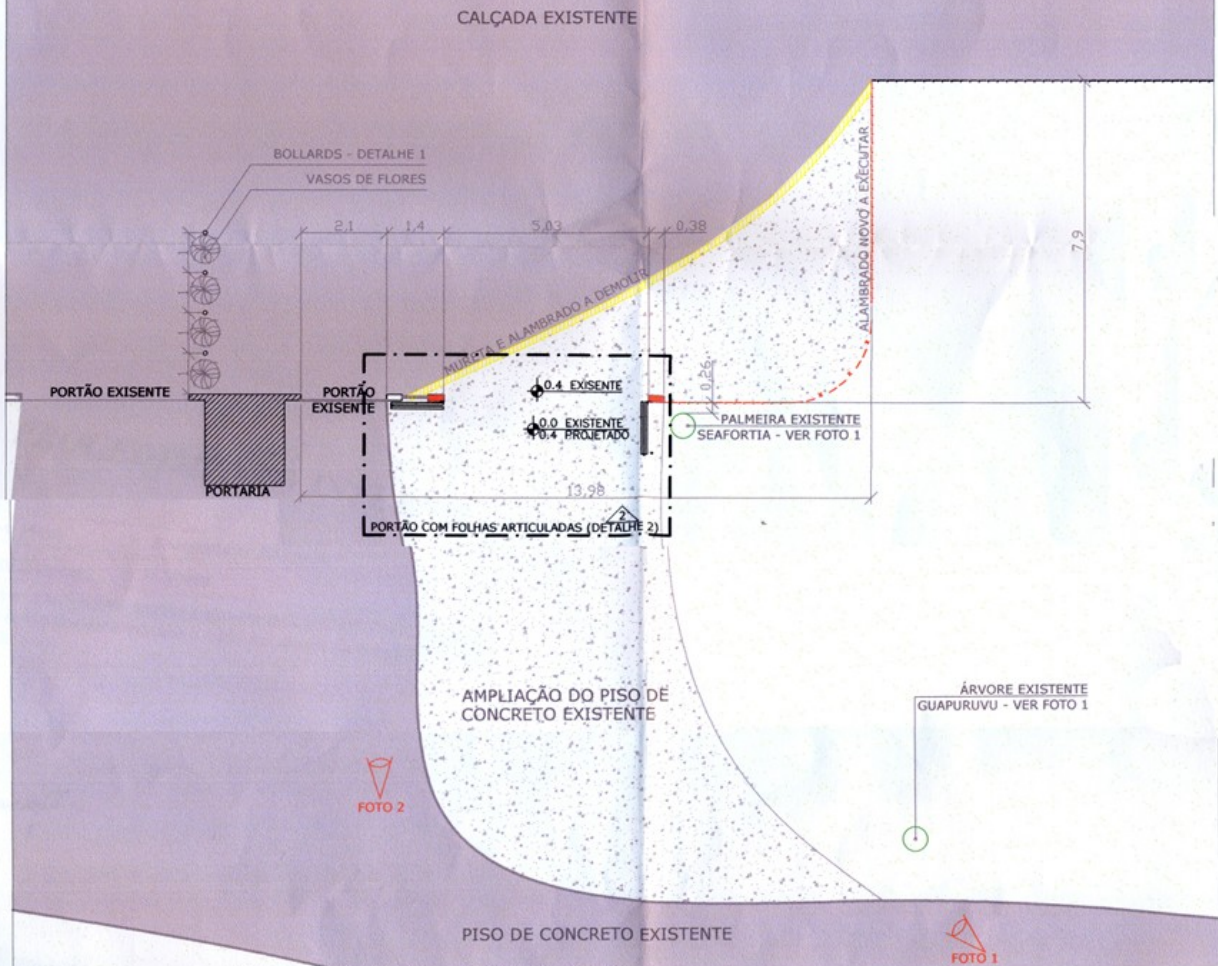 CALÇADA EXISTENTE
BOLLARDS - DETALHE 1
VASOS DE FLORES
2,1
1,4
5,03
0,38
7,9
ALAMBRADO NOVO A EXECUTAR
MURETA E ALAMBRADO A DEMOLIR
0,26
PORTÃO EXISENTE
PORTÃO
EXISENTE
0.4 EXISENTE
0.0 EXISTENTE
0.4 PROJETADO
PALMEIRA EXISTENTE
SEAFORTIA - VER FOTO 1
PORTARIA
13,98
2
PORTÃO COM FOLHAS ARTICULADAS (DETALHE 2)
AMPLIAÇÃO DO PISO DE
CONCRETO EXISTENTE
ÁRVORE EXISTENTE
GUAPURUVU - VER FOTO 1
FOTO 2
PISO DE CONCRETO EXISTENTE
FOTO 1